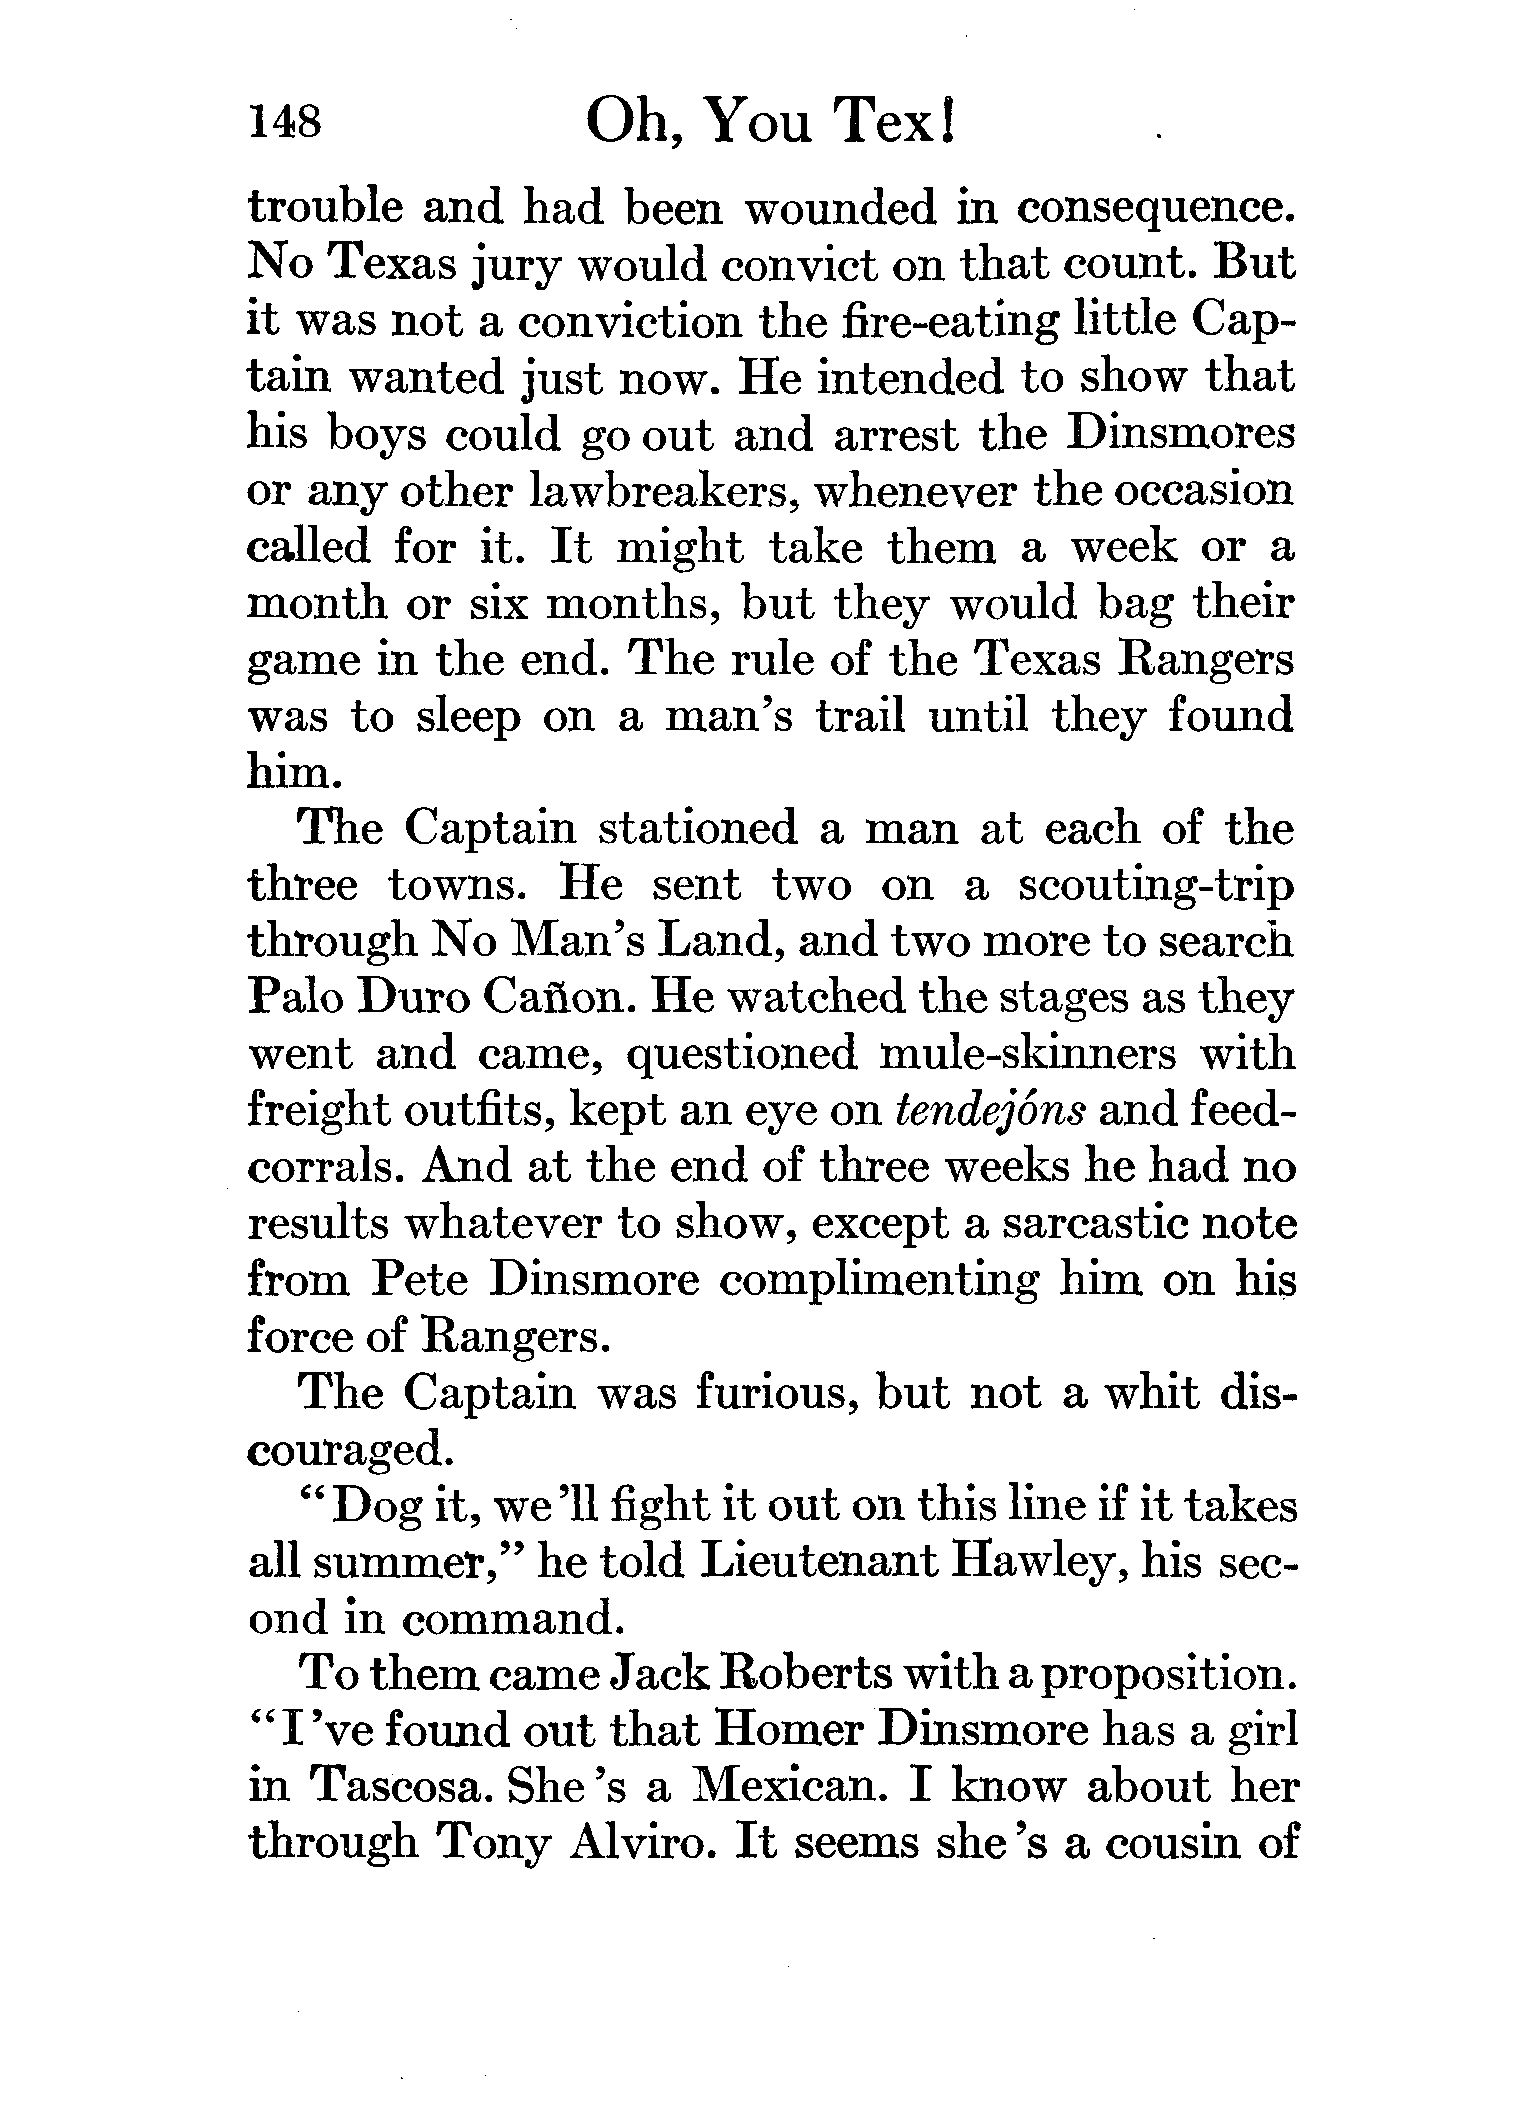 148 Oh, You Tex!
trouble and had been wounded in consequence.
No Texas jury would convict on that count. But
it was not a conviction the fire-eating little Cap-
tain wanted just now. He intended to show that
his boys could go out and arrest the Dinsmores
or any other lawbreakers, whenever the occasion
called for it. It might take them a week or a
month or six months, but they would bag their
game in the end. The rule of the Texas Rangers
was to sleep on a man's trail until they found
him.
The Captain stationed a man at each of the
three towns. He sent two on a scouting-trip
through No Man's Land, and two more to search
Palo Duro Cañon. He watched the stages as they
went and came, questioned mule-skinners with
freight outfits, kept an eye on tendejóns and feed-
corrals. And at the end of three weeks he had no
results whatever to show, except a sarcastic note
from Pete Dinsmore complimenting him on his
force of Rangers.
The Captain was furious, but not a whit dis-
couraged.
"Dog it, we 'll fight it out on this line if it takes
all summer," he told Lieutenant Hawley, his sec-
ond in command.
To them came Jack Roberts with a proposition.
"I 've found out that Homer Dinsmore has a girl
in Tascosa. She 's a Mexican. I know about her
through Tony Alviro. It seems she 's a cousin of